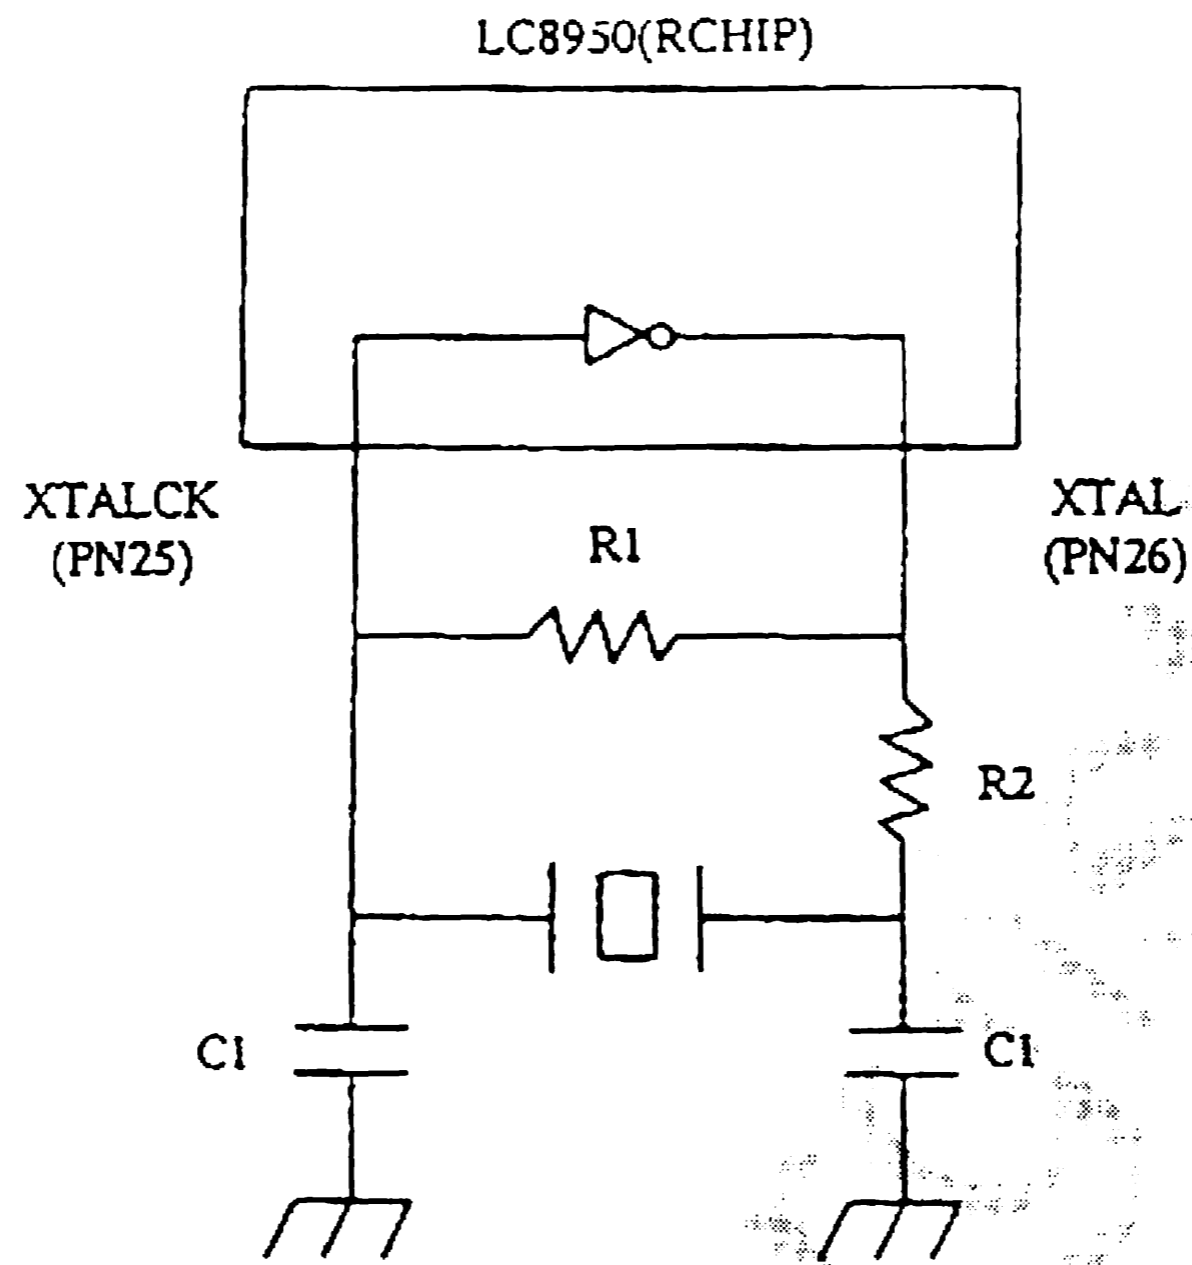 LC8950(RCHIP)
XTALCK
(PN25)
XTAL
(PN26)
R1
R2
C1
C1